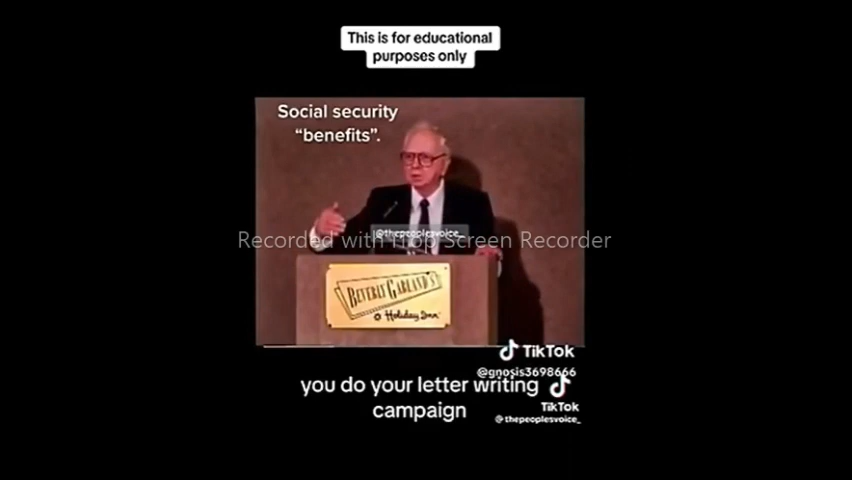 This is for educational
purposes only
Social security
“benefits”.
@thepeoplesvoice_
Recorded with iTop Screen Recorder
BEVERLY GARLAND'S
Holiday Inn
TikTok
@gnosis3698666
you do your letter writing
campaign
TikTok
@thepeoplesvoice_